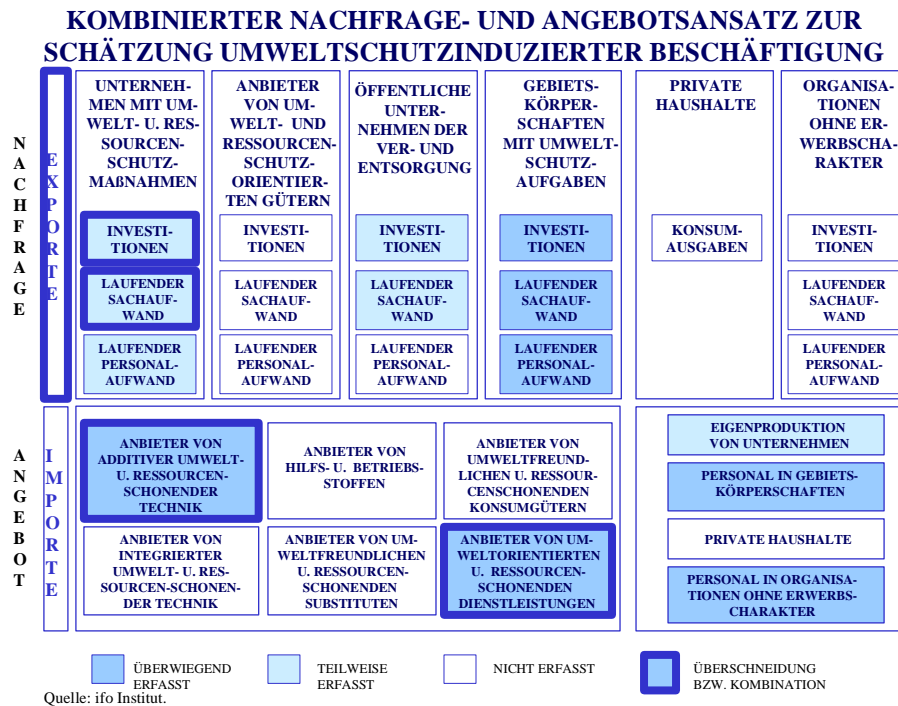 KOMBINIERTER NACHFRAGE- UND ANGEBOTSANSATZ ZUR
SCHÄTZUNG UMWELTSCHUTZINDUZIERTER BESCHÄFTIGUNG
NACHFRAGE
EXPORTE
UNTERNEH-
MEN MIT UM-
WELT- U. RES-
SOURCEN-
SCHUTZ-
MAßNAHMEN
INVESTI-
TIONEN
LAUFENDER
SACHAUF-
WAND
LAUFENDER
PERSONAL-
AUFWAND
ANBIETER
VON UM-
WELT- UND
RESSOURCEN-
SCHUTZ-
ORIENTIER-
TEN GÜTERN
INVESTI-
TIONEN
LAUFENDER
SACHAUF-
WAND
LAUFENDER
PERSONAL-
AUFWAND
ÖFFENTLICHE
UNTER-
NEHMEN DER
VER- UND
ENTSORGUNG
INVESTI-
TIONEN
LAUFENDER
SACHAUF-
WAND
LAUFENDER
PERSONAL-
AUFWAND
GEBIETS-
KÖRPER-
SCHAFTEN
MIT UMWELT-
SCHUTZ-
AUFGABEN
INVESTI-
TIONEN
LAUFENDER
SACHAUF-
WAND
LAUFENDER
PERSONAL-
AUFWAND
PRIVATE
HAUSHALTE
KONSUM-
AUSGABEN
ORGANISA-
TIONEN
OHNE ER-
WERBSCHA-
RAKTER
INVESTI-
TIONEN
LAUFENDER
SACHAUF-
WAND
LAUFENDER
PERSONAL-
AUFWAND
ANGEBOT
IMPORTE
ANBIETER VON
ADDITIVER UMWELT-
U. RESSOURCEN-
SCHONENDER
TECHNIK
ANBIETER VON
HILFS- U. BETRIEBS-
STOFFEN
ANBIETER VON
UMWELTFREUND-
LICHEN U. RESSOUR-
CENSCHONENDEN
KONSUMGÜTERN
ANBIETER VON
INTEGRIERTER
UMWELT- U. RES-
SOURCEN-SCHONEN-
DER TECHNIK
ANBIETER VON UM-
WELTFREUNDLICHEN
U. RESSOURCEN-
SCHONENDEN
SUBSTITUTEN
ANBIETER VON UM-
WELTORIENTIERTEN
U. RESSOURCEN-
SCHONENDEN
DIENSTLEISTUNGEN
EIGENPRODUKTION
VON UNTERNEHMEN
PERSONAL IN GEBIETS-
KÖRPERSCHAFTEN
PRIVATE HAUSHALTE
PERSONAL IN ORGANISA-
TIONEN OHNE ERWERBS-
CHARAKTER
ÜBERWIEGEND
ERFASST
TEILWEISE
ERFASST
NICHT ERFASST
ÜBERSCHNEIDUNG
BZW. KOMBINATION
Quelle: ifo Institut.